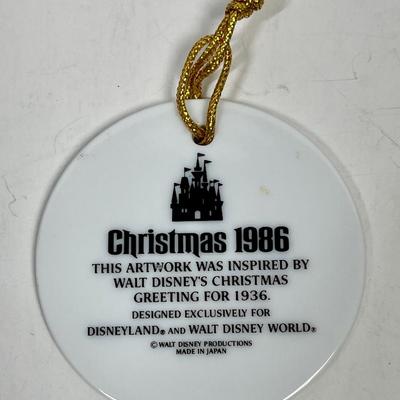 Christmas 1986
THIS ARTWORK WAS INSPIRED BY
WALT DISNEY'S CHRISTMAS
GREETING FOR 1936.
DESIGNED EXCLUSIVELY FOR
DISNEYLAND® AND WALT DISNEY WORLD®
© WALT DISNEY PRODUCTIONS
MADE IN JAPAN